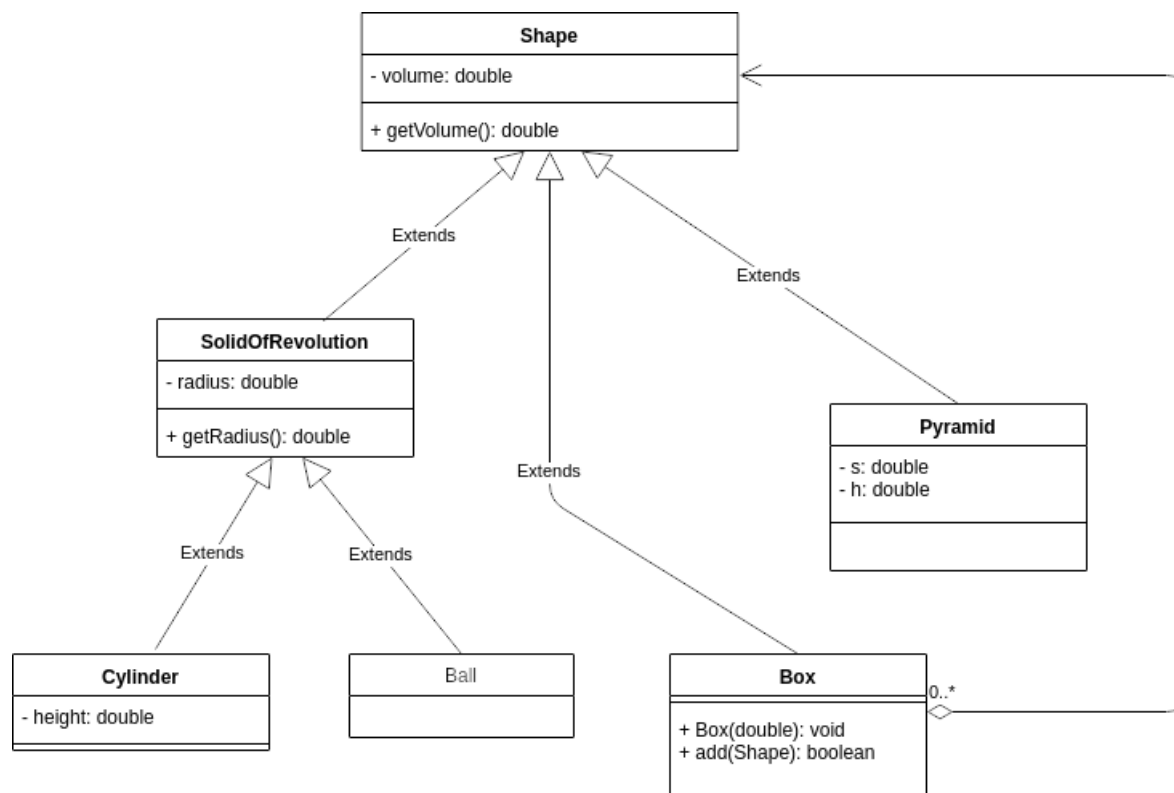 Shape
- volume: double
+ getVolume(): double
Extends
Extends
SolidOfRevolution
- radius: double
+ getRadius(): double
Pyramid
- s: double
- h: double
Extends
Extends
Extends
Cylinder
- height: double
Ball
Box
0..*
+ Box(double): void
+ add(Shape): boolean